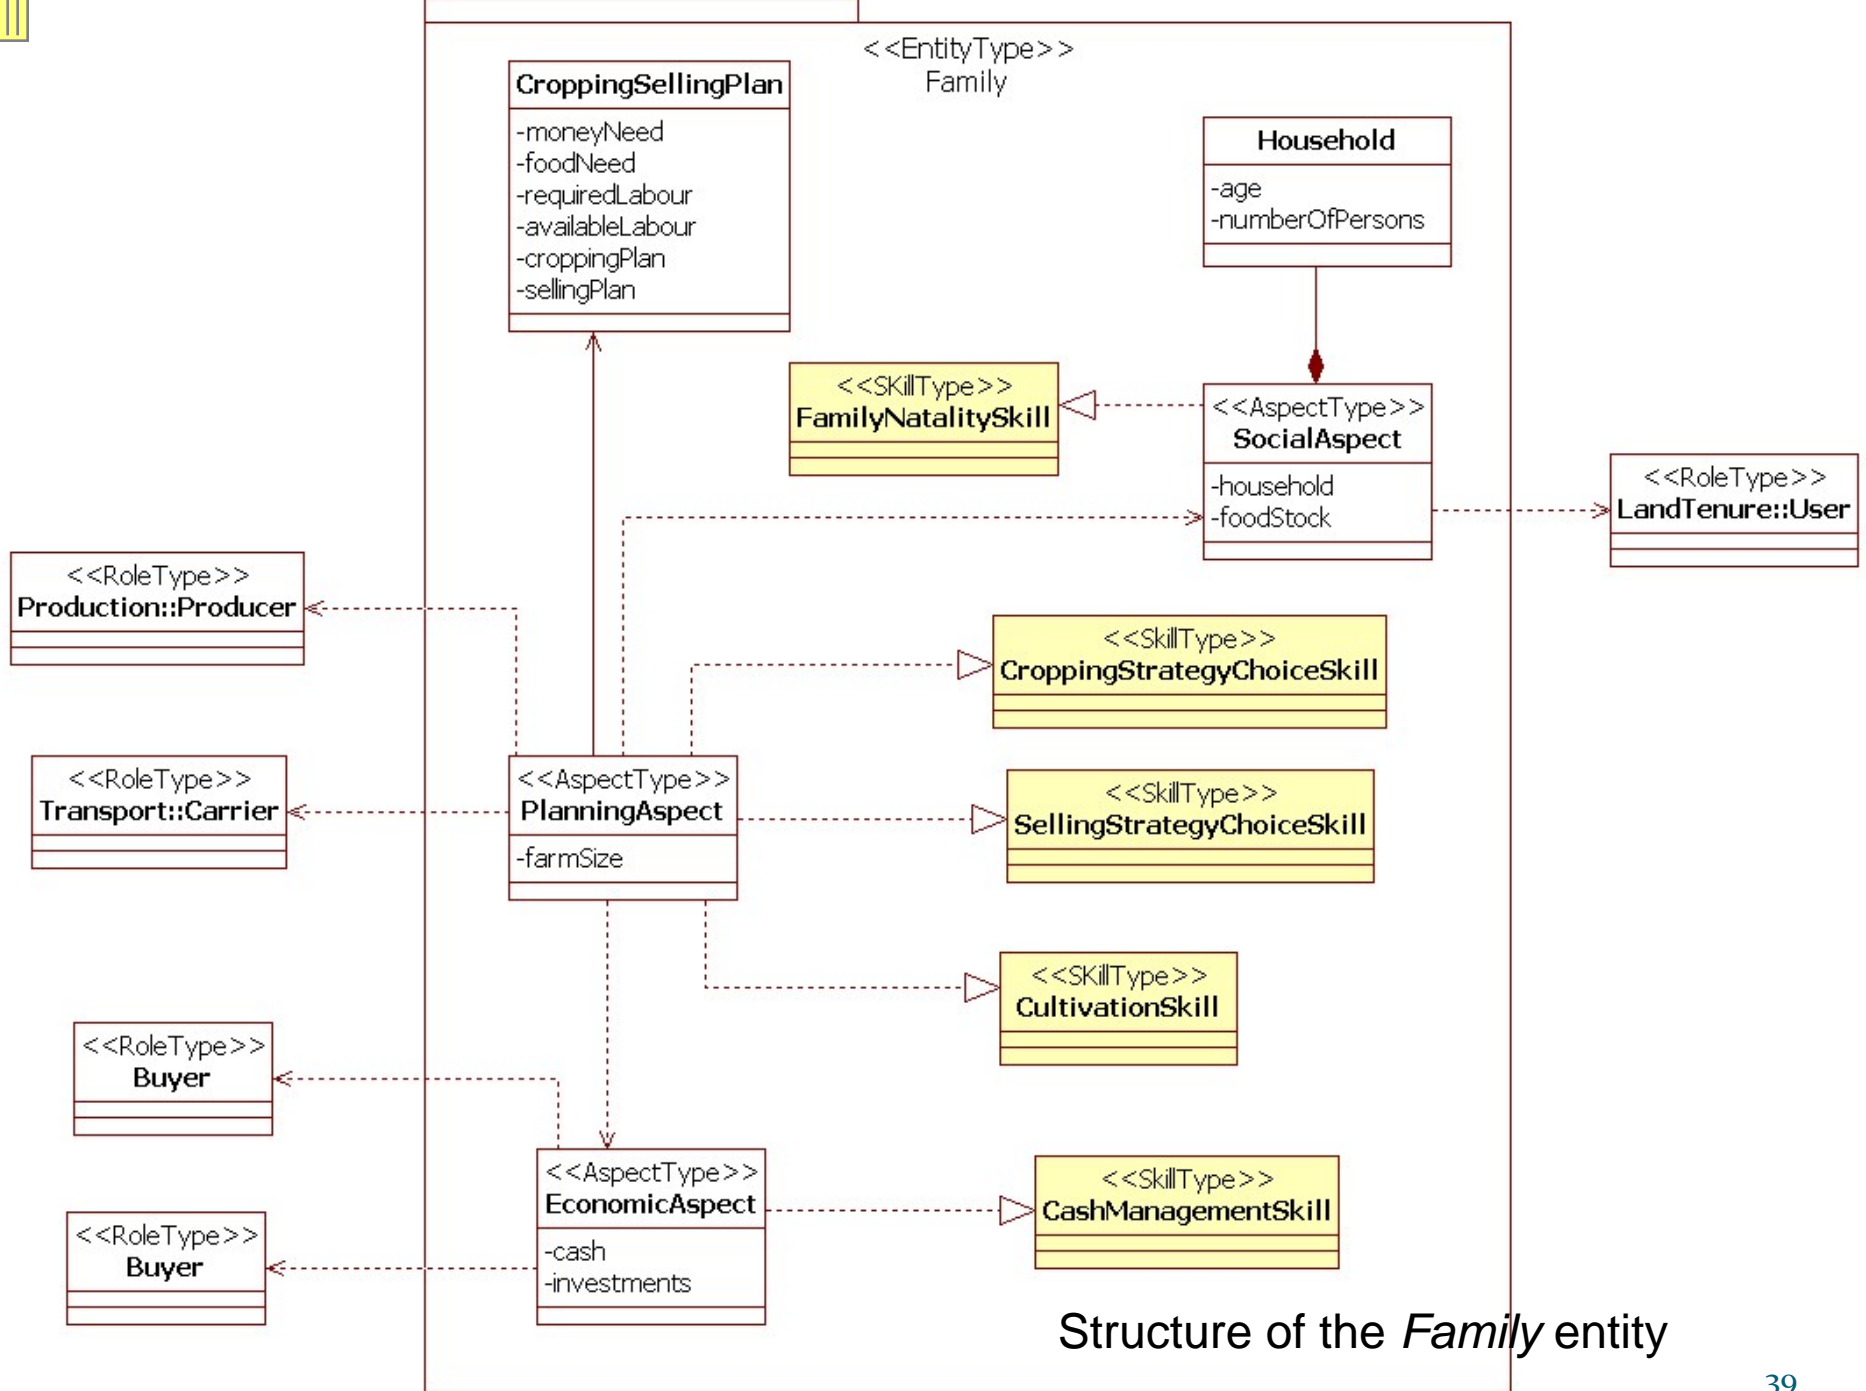 <<EntityType>>
Family
CroppingSellingPlan
-moneyNeed
-foodNeed
-requiredLabour
-availableLabour
-croppingPlan
-sellingPlan
Household
-age
-numberOfPersons
<<SKillType>>
FamilyNatalitySkill
<<AspectType>>
SocialAspect
-household
-foodStock
<<RoleType>>
LandTenure::User
<<RoleType>>
Production::Producer
<<SkillType>>
CroppingStrategyChoiceSkill
<<RoleType>>
Transport::Carrier
<<AspectType>>
PlanningAspect
-farmSize
<<SkillType>>
SellingStrategyChoiceSkill
<<SKillType>>
CultivationSkill
<<RoleType>>
Buyer
<<AspectType>>
EconomicAspect
-cash
-investments
<<SkillType>>
CashManagementSkill
<<RoleType>>
Buyer
Structure of the Family entity
39